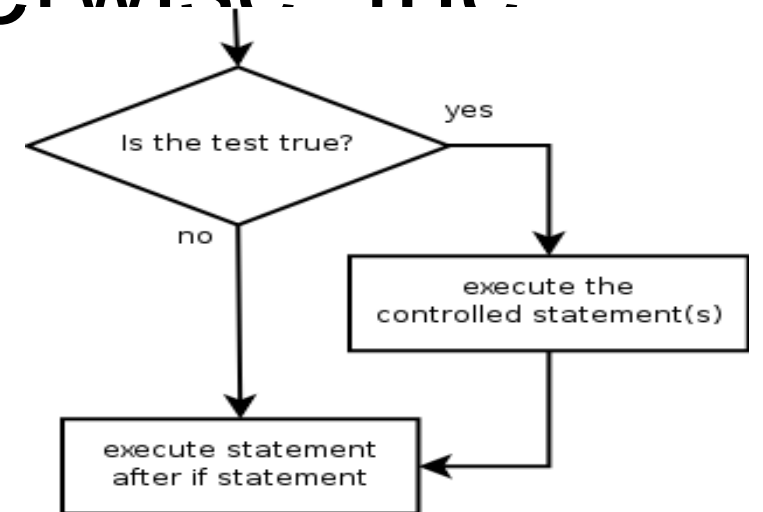 yes
Is the test true?
no
execute the
controlled statement(s)
execute statement
after if statement